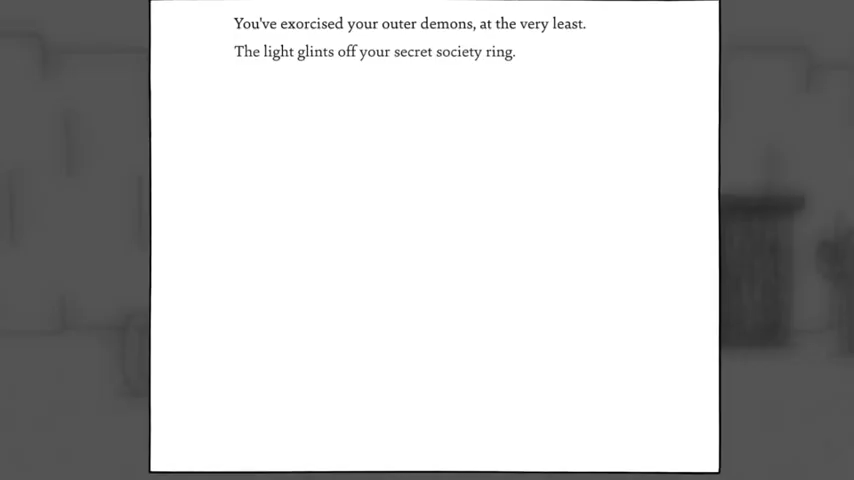 You've exorcised your outer demons, at the very least.
The light glints off your secret society ring.